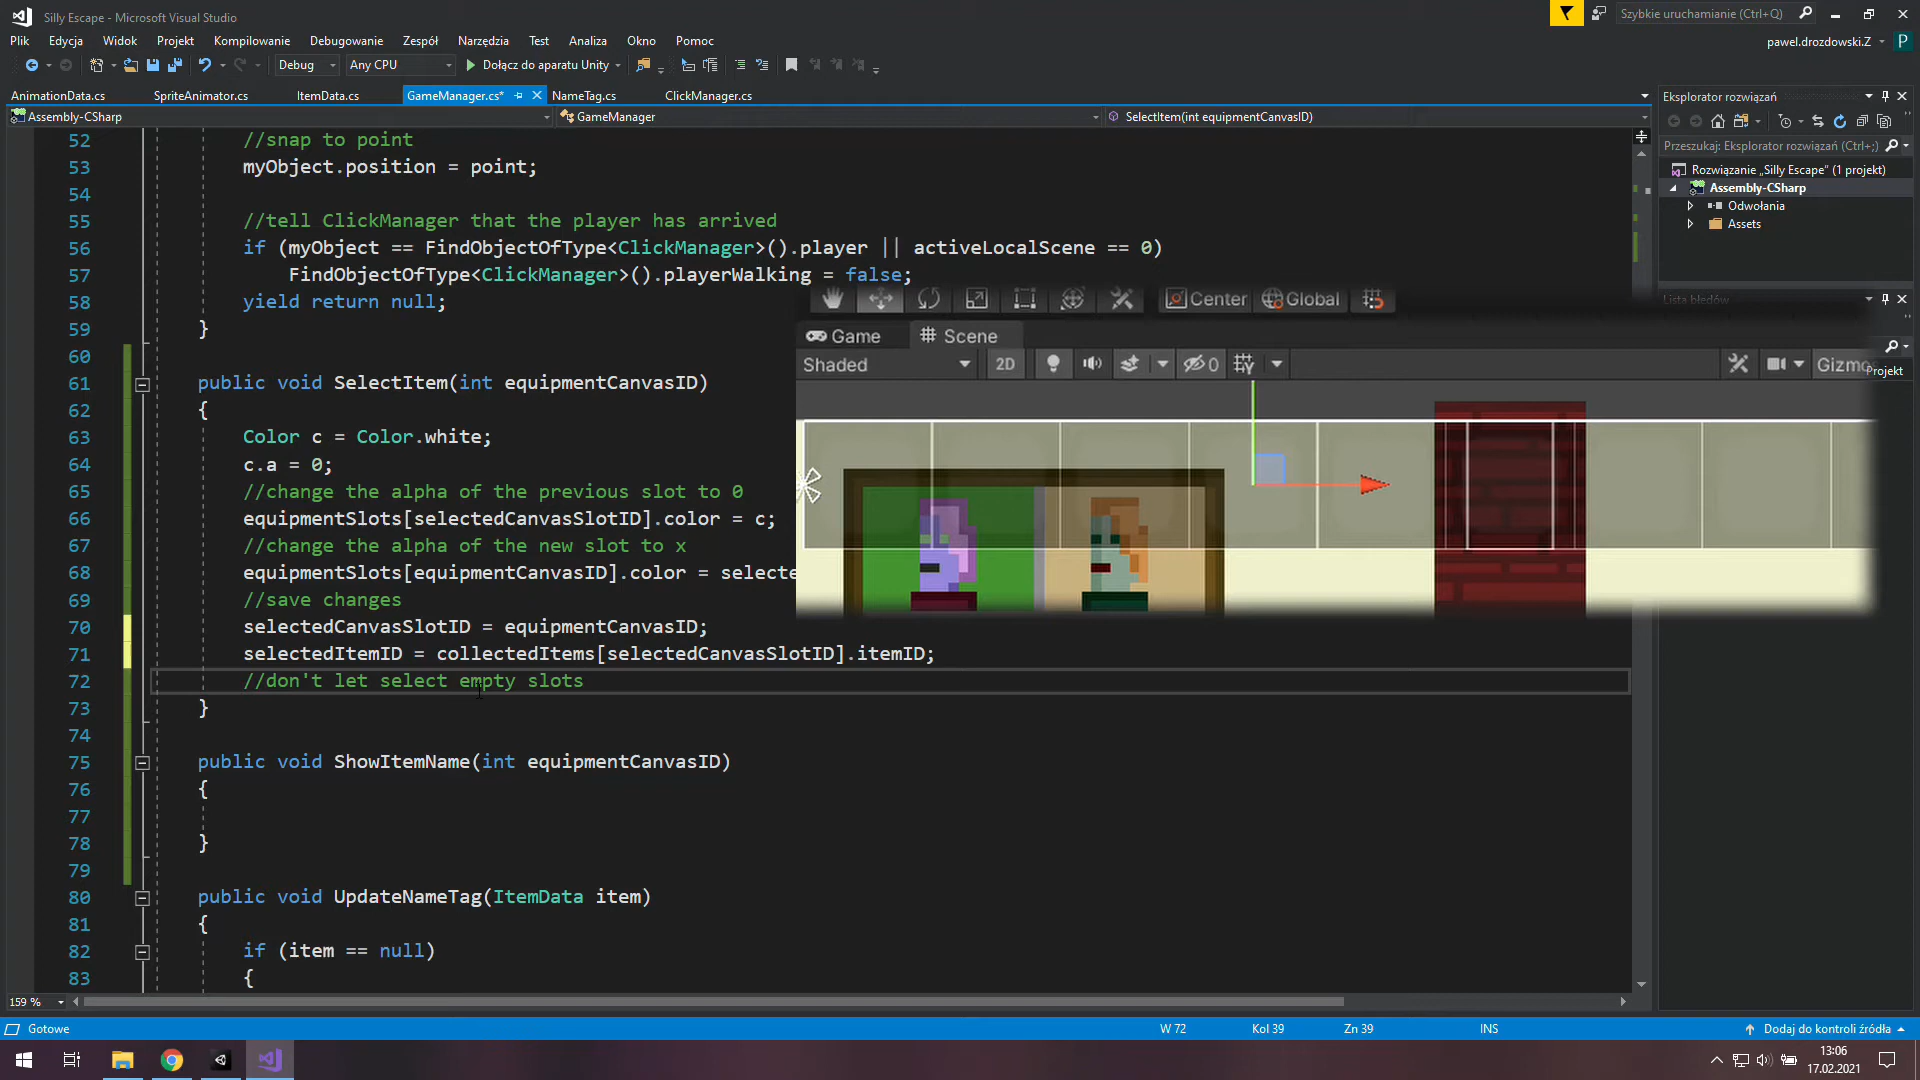 Silly Escape - Microsoft Visual Studio
Szybkie uruchamianie (Ctrl+Q)
Plik Edycja Widok Projekt Kompilowanie Debugowanie Zespół Narzędzia Test Analiza Okno Pomoc
pawel.drozdowski.Z
P
Debug Any CPU Dołącz do aparatu Unity
AnimationData.cs SpriteAnimator.cs ItemData.cs GameManager.cs* NameTag.cs ClickManager.cs
Assembly-CSharp GameManager SelectItem(int equipmentCanvasID)
52 //snap to point
53 myObject.position = point;
54
55 //tell ClickManager that the player has arrived
56 if (myObject == FindObjectOfType<ClickManager>().player || activeLocalScene == 0)
57 FindObjectOfType<ClickManager>().playerWalking = false;
58 yield return null;
59 }
60
61 public void SelectItem(int equipmentCanvasID)
62 {
63 Color c = Color.white;
64 c.a = 0;
65 //change the alpha of the previous slot to 0
66 equipmentSlots[selectedCanvasSlotID].color = c;
67 //change the alpha of the new slot to x
68 equipmentSlots[equipmentCanvasID].color = selecte
69 //save changes
70 selectedCanvasSlotID = equipmentCanvasID;
71 selectedItemID = collectedItems[selectedCanvasSlotID].itemID;
72 //don't let select empty slots
73 }
74
75 public void ShowItemName(int equipmentCanvasID)
76 {
77
78 }
79
80 public void UpdateNameTag(ItemData item)
81 {
82 if (item == null)
83 {
Center Global
Game Scene
Shaded 2D 0 Gizmo
Eksplorator rozwiązań
Przeszukaj: Eksplorator rozwiązań (Ctrl+;)
Rozwiązanie „Silly Escape” (1 projekt)
Assembly-CSharp
Odwołania
Assets
Lista błędów
Projekt
159 %
Gotowe W 72 Kol 39 Zn 39 INS Dodaj do kontroli źródła
13:06
17.02.2021